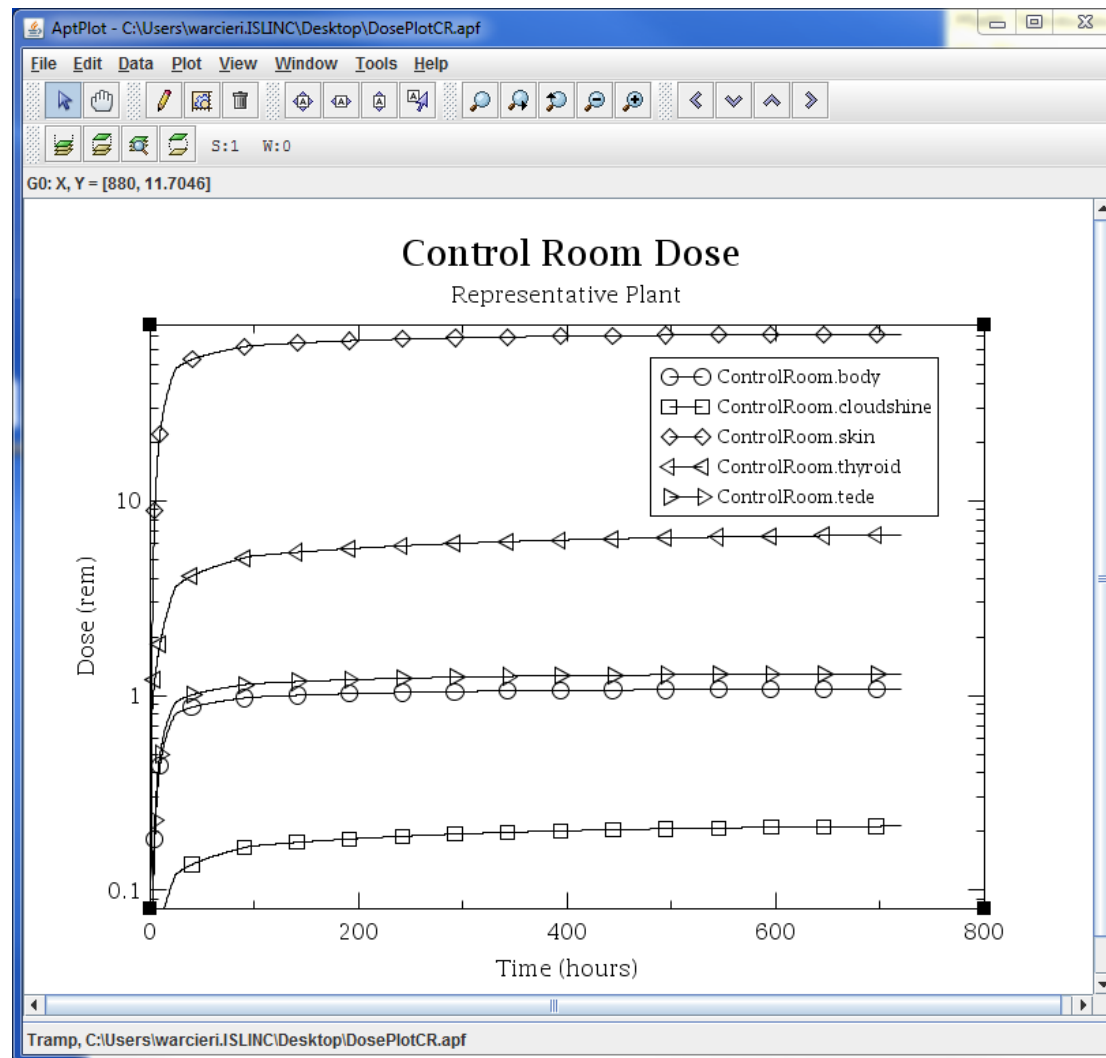 AptPlot - C:\Users\warcieri.ISLINC\Desktop\DosePlotCR.apf
File Edit Data Plot View Window Tools Help
S:1 W:0
G0: X, Y = [880, 11.7046]
Control Room Dose
Representative Plant
ControlRoom.body
ControlRoom.cloudshine
ControlRoom.skin
ControlRoom.thyroid
ControlRoom.tede
10
1
0.1
Dose (rem)
0 200 400 600 800
Time (hours)
Tramp, C:\Users\warcieri.ISLINC\Desktop\DosePlotCR.apf